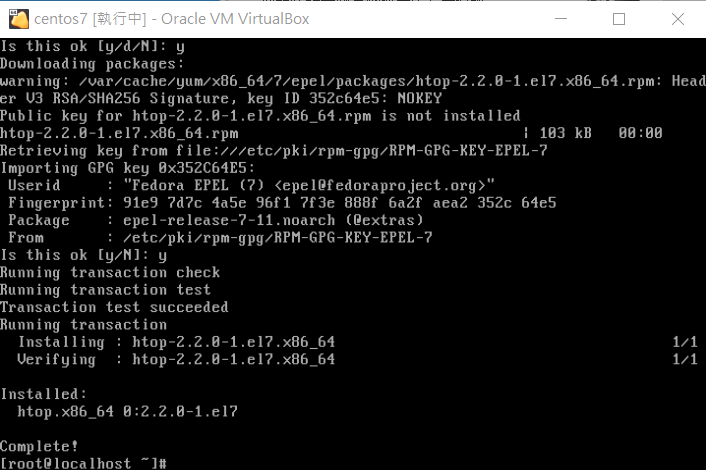 centos7 [執行中] - Oracle VM VirtualBox
Is this ok [y/d/N]: y
Downloading packages:
warning: /var/cache/yum/x86_64/7/epel/packages/htop-2.2.0-1.el7.x86_64.rpm: Head
er V3 RSA/SHA256 Signature, key ID 352c64e5: NOKEY
Public key for htop-2.2.0-1.el7.x86_64.rpm is not installed
htop-2.2.0-1.el7.x86_64.rpm | 103 kB 00:00
Retrieving key from file:///etc/pki/rpm-gpg/RPM-GPG-KEY-EPEL-7
Importing GPG key 0x352C64E5:
 Userid     : "Fedora EPEL (7) <epel@fedoraproject.org>"
 Fingerprint: 91e9 7d7c 4a5e 96f1 7f3e 888f 6a2f aea2 352c 64e5
 Package    : epel-release-7-11.noarch (@extras)
 From       : /etc/pki/rpm-gpg/RPM-GPG-KEY-EPEL-7
Is this ok [y/N]: y
Running transaction check
Running transaction test
Transaction test succeeded
Running transaction
  Installing : htop-2.2.0-1.el7.x86_64 1/1
  Verifying  : htop-2.2.0-1.el7.x86_64 1/1
Installed:
  htop.x86_64 0:2.2.0-1.el7
Complete!
[root@localhost ~]#